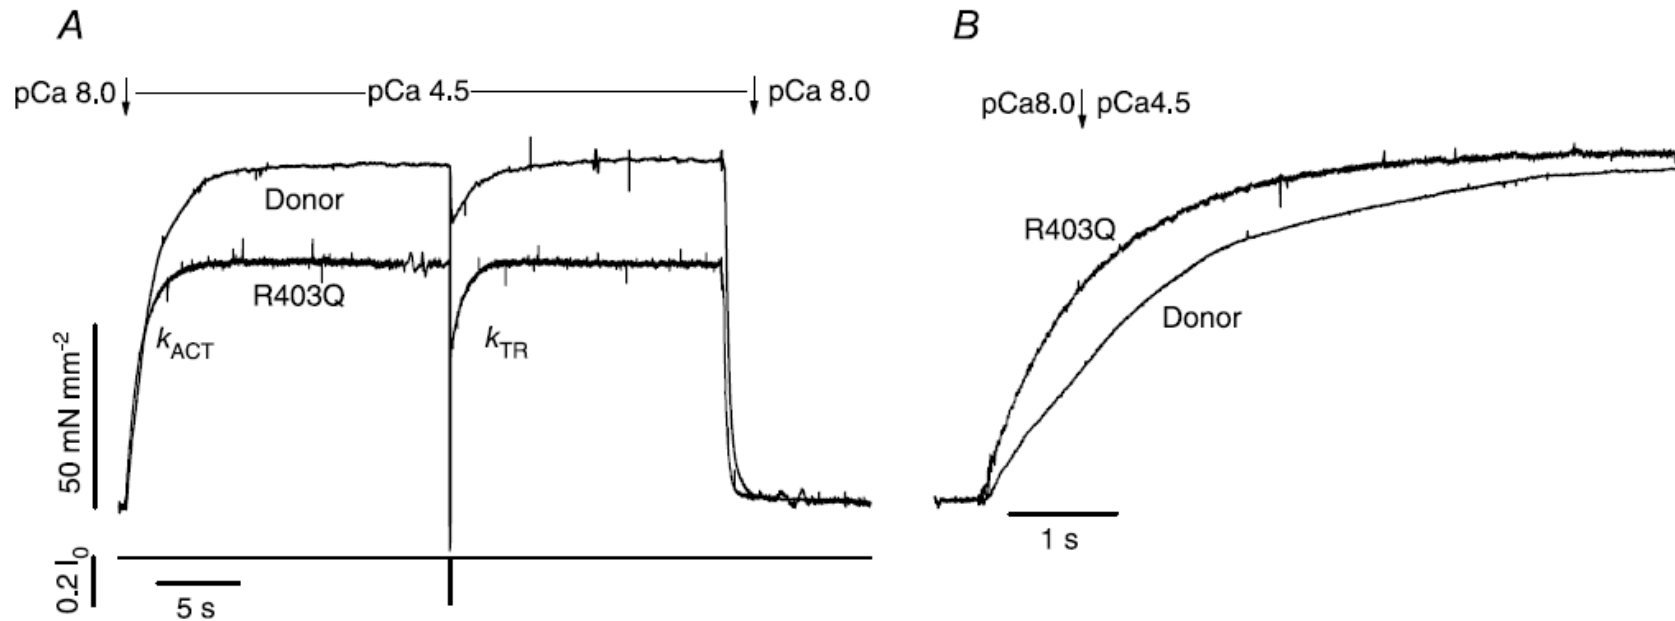 A
pCa 8.0
pCa 4.5
pCa 8.0
Donor
R403Q
kACT
kTR
50 mN mm-2
0.2 l0
5 s
B
pCa8.0
pCa4.5
R403Q
Donor
1 s